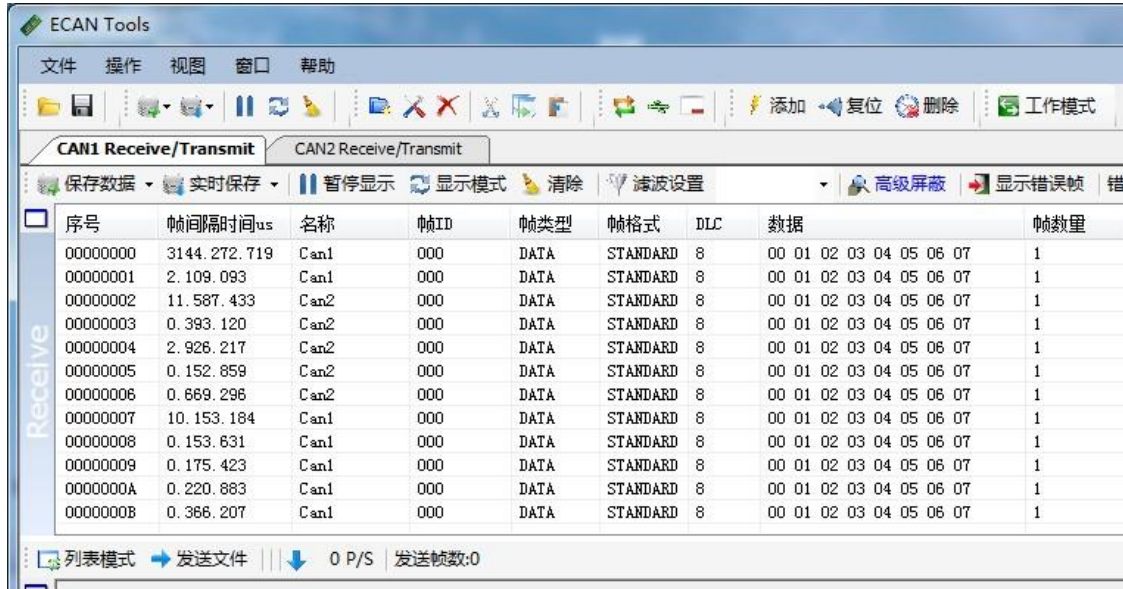 ECAN Tools
文件 操作 视图 窗口 帮助
添加 复位 删除 工作模式
CAN1 Receive/Transmit CAN2 Receive/Transmit
保存数据 实时保存 暂停显示 显示模式 清除 滤波设置 高级屏蔽 显示错误帧 错
序号 帧间隔时间us 名称 帧ID 帧类型 帧格式 DLC 数据 帧数量
00000000 3144.272.719 Can1 000 DATA STANDARD 8 00 01 02 03 04 05 06 07 1
00000001 2.109.093 Can1 000 DATA STANDARD 8 00 01 02 03 04 05 06 07 1
00000002 11.587.433 Can2 000 DATA STANDARD 8 00 01 02 03 04 05 06 07 1
00000003 0.393.120 Can2 000 DATA STANDARD 8 00 01 02 03 04 05 06 07 1
00000004 2.926.217 Can2 000 DATA STANDARD 8 00 01 02 03 04 05 06 07 1
00000005 0.152.859 Can2 000 DATA STANDARD 8 00 01 02 03 04 05 06 07 1
00000006 0.669.296 Can2 000 DATA STANDARD 8 00 01 02 03 04 05 06 07 1
00000007 10.153.184 Can1 000 DATA STANDARD 8 00 01 02 03 04 05 06 07 1
00000008 0.153.631 Can1 000 DATA STANDARD 8 00 01 02 03 04 05 06 07 1
00000009 0.175.423 Can1 000 DATA STANDARD 8 00 01 02 03 04 05 06 07 1
0000000A 0.220.883 Can1 000 DATA STANDARD 8 00 01 02 03 04 05 06 07 1
0000000B 0.366.207 Can1 000 DATA STANDARD 8 00 01 02 03 04 05 06 07 1
Receive
列表模式 发送文件 0 P/S 发送帧数:0